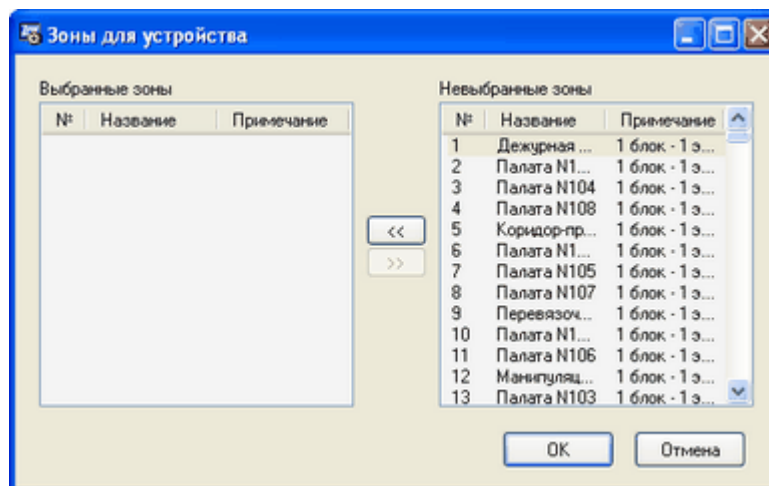 Зоны для устройства
Выбранные зоны
№ Название Примечание
<<
>>
Невыбранные зоны
№ Название Примечание
1 Дежурная ... 1 блок - 1 э...
2 Палата N1... 1 блок - 1 э...
3 Палата N104 1 блок - 1 э...
4 Палата N108 1 блок - 1 э...
5 Коридор-пр... 1 блок - 1 э...
6 Палата N1... 1 блок - 1 э...
7 Палата N105 1 блок - 1 э...
8 Палата N107 1 блок - 1 э...
9 Перевязоч... 1 блок - 1 э...
10 Палата N1... 1 блок - 1 э...
11 Палата N106 1 блок - 1 э...
12 Манипуляц... 1 блок - 1 э...
13 Палата N103 1 блок - 1 э...
OK Отмена